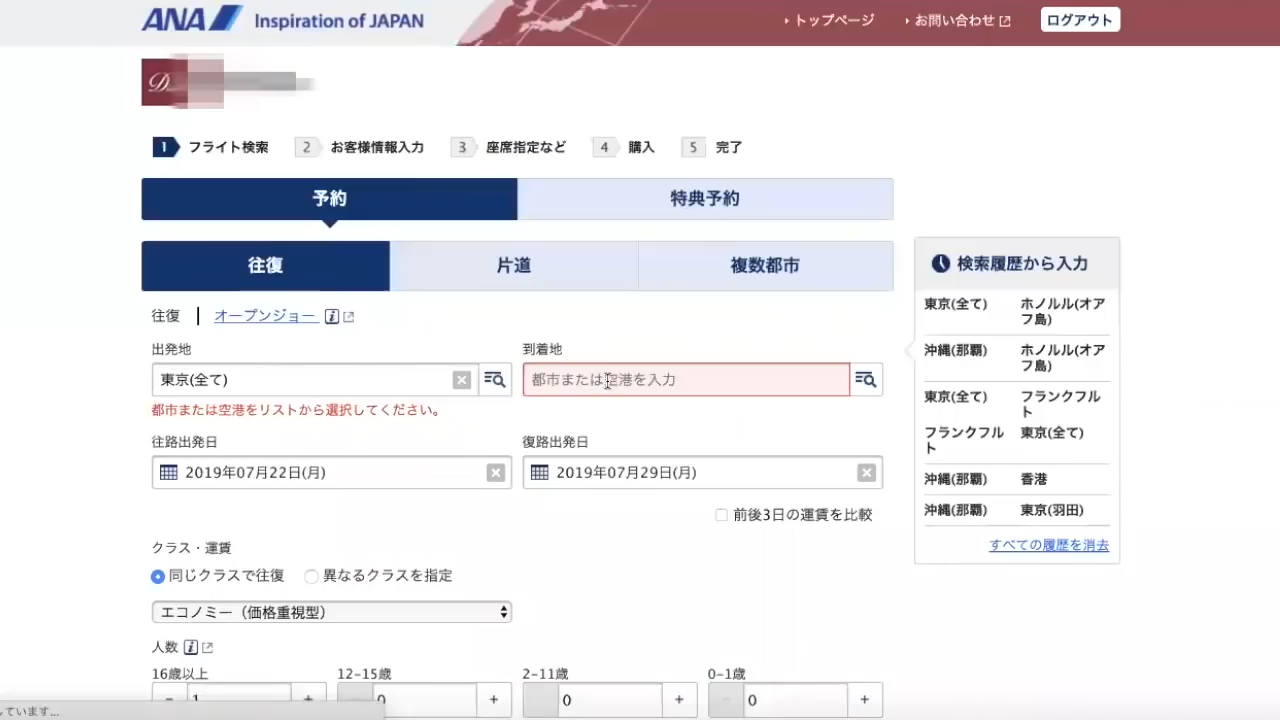 ANA Inspiration of JAPAN
トップページ
お問い合わせ
ログアウト
D
1 フライト検索 2 お客様情報入力 3 座席指定など 4 購入 5 完了
予約 特典予約
往復 片道 複数都市
検索履歴から入力
東京(全て) ホノルル(オアフ島)
沖縄(那覇) ホノルル(オアフ島)
東京(全て) フランクフルト
フランクフルト 東京(全て)
沖縄(那覇) 香港
沖縄(那覇) 東京(羽田)
すべての履歴を消去
往復 オープンジョー
出発地 到着地
東京(全て) 都市または空港を入力
都市または空港をリストから選択してください。
往路出発日 復路出発日
2019年07月22日(月) 2019年07月29日(月)
前後3日の運賃を比較
クラス・運賃
同じクラスで往復 異なるクラスを指定
エコノミー（価格重視型）
人数
16歳以上 12-15歳 2-11歳 0-1歳
- 1 + 0 + 0 + - 0 +
しています...